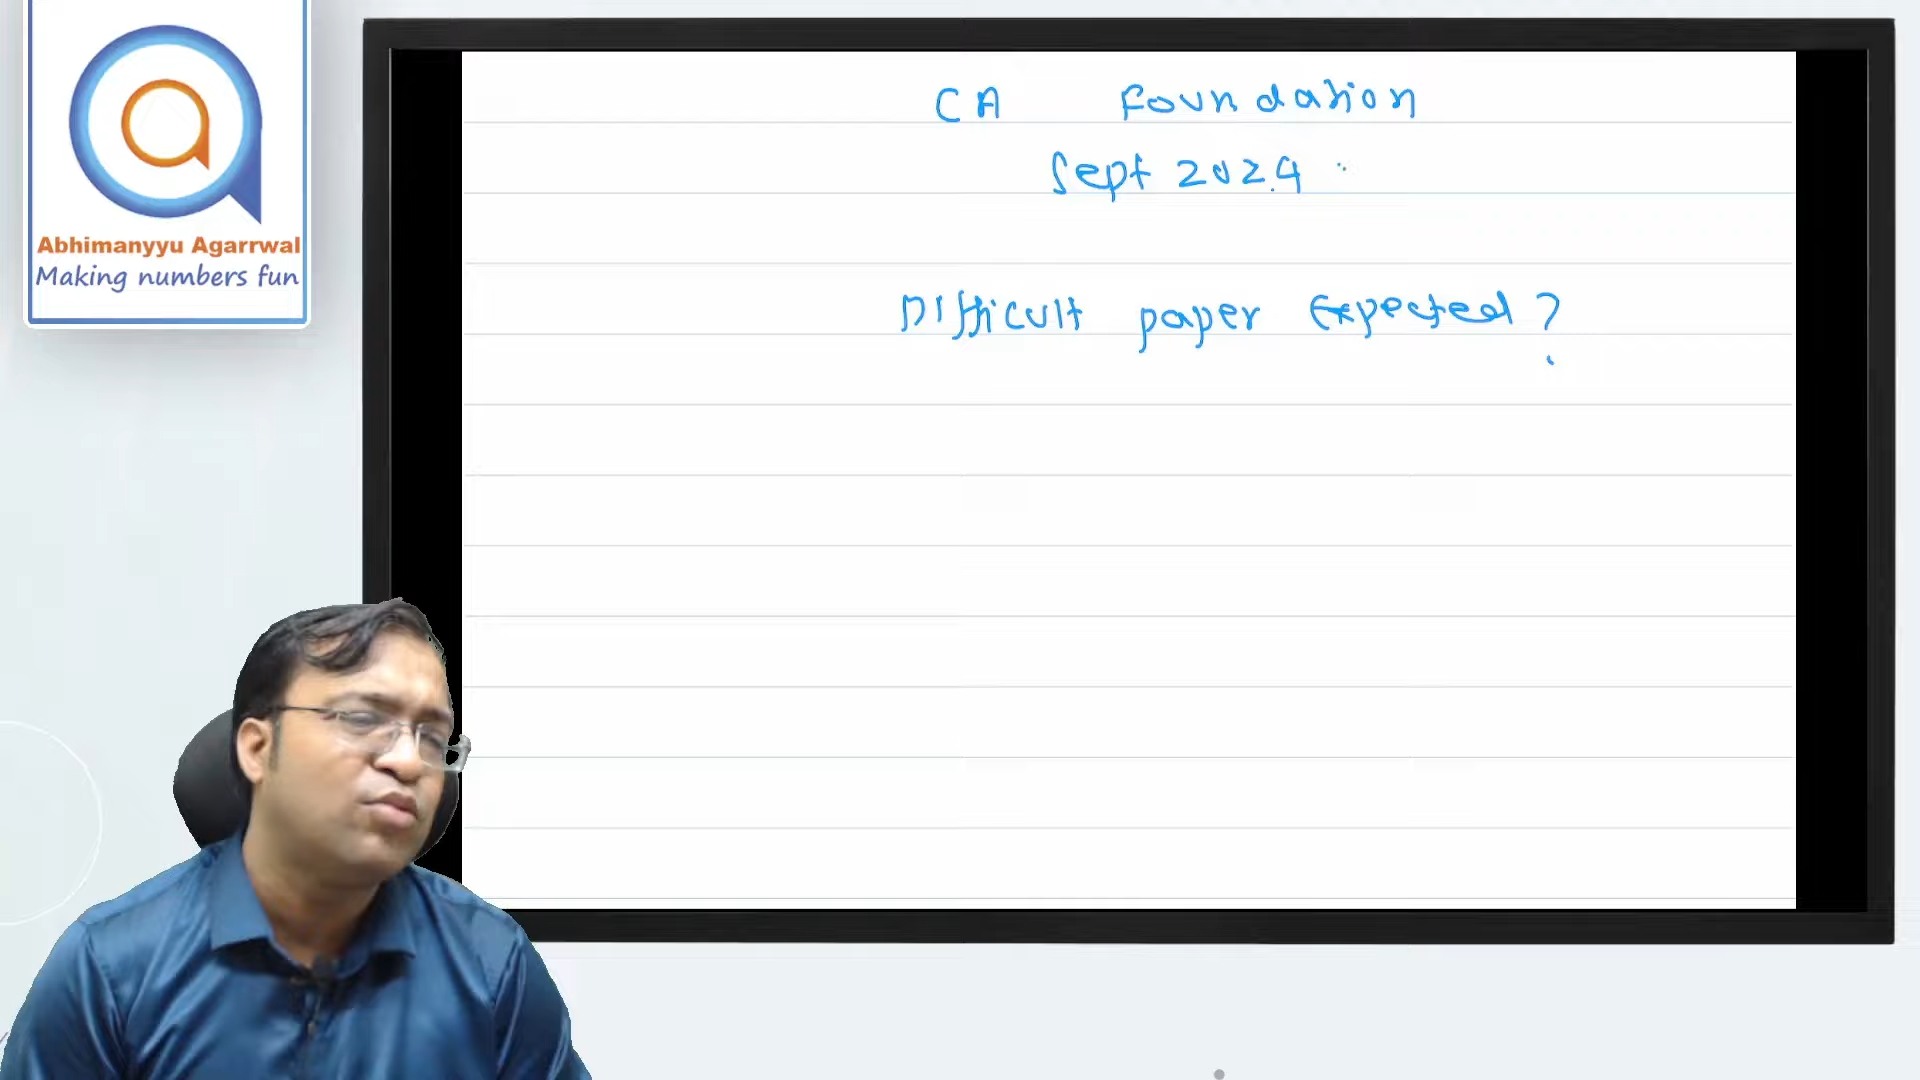 Abhimanyyu Agarrwal
Making numbers fun
CA Foundation
Sept 2024
Difficult paper Expected ?